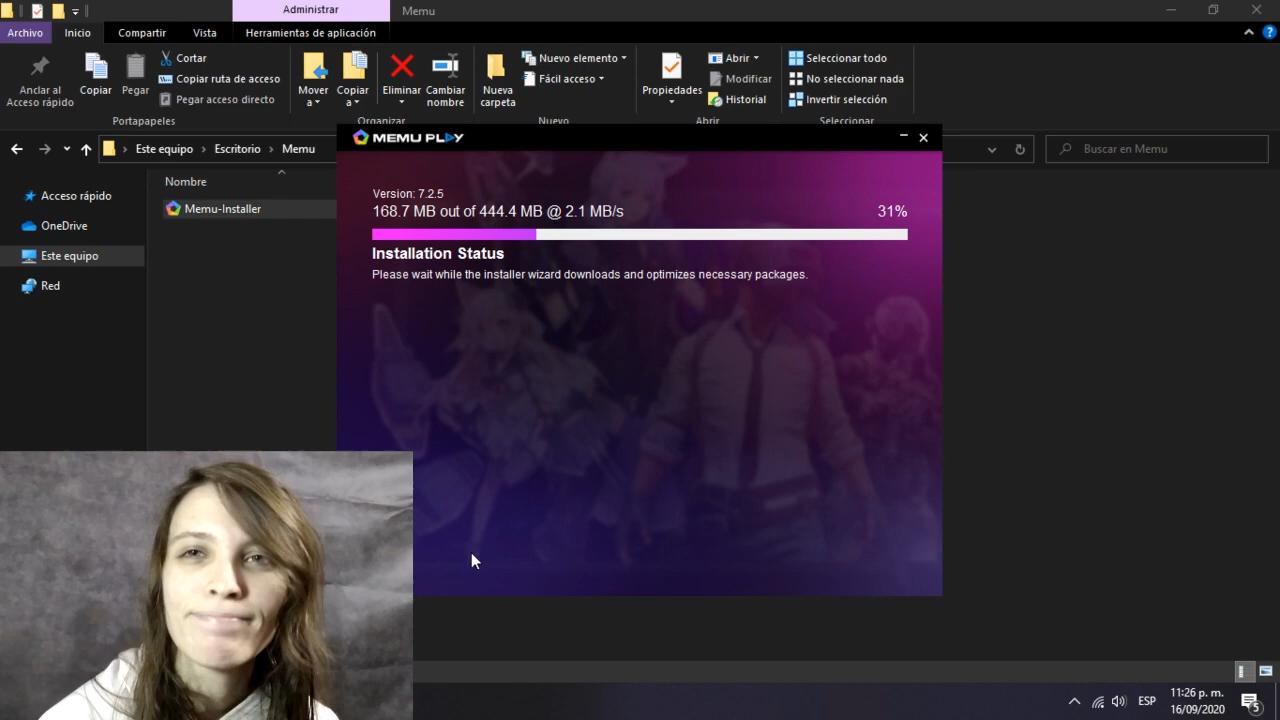 Administrar
Memu
Archivo
Inicio
Compartir
Vista
Herramientas de aplicación
Anclar al
Acceso rápido
Copiar
Pegar
Cortar
Copiar ruta de acceso
Pegar acceso directo
Portapapeles
Mover
a
Copiar
a
Eliminar
Cambiar
nombre
Organizar
Nueva
carpeta
Nuevo elemento
Fácil acceso
Nuevo
Propiedades
Abrir
Modificar
Historial
Abrir
Seleccionar todo
No seleccionar nada
Invertir selección
Seleccionar
Este equipo
Escritorio
Memu
Buscar en Memu
MEMU PLAY
Acceso rápido
OneDrive
Este equipo
Red
Nombre
Memu-Installer
Version: 7.2.5
168.7 MB out of 444.4 MB @ 2.1 MB/s
31%
Installation Status
Please wait while the installer wizard downloads and optimizes necessary packages.
ESP
11:26 p. m.
16/09/2020
5